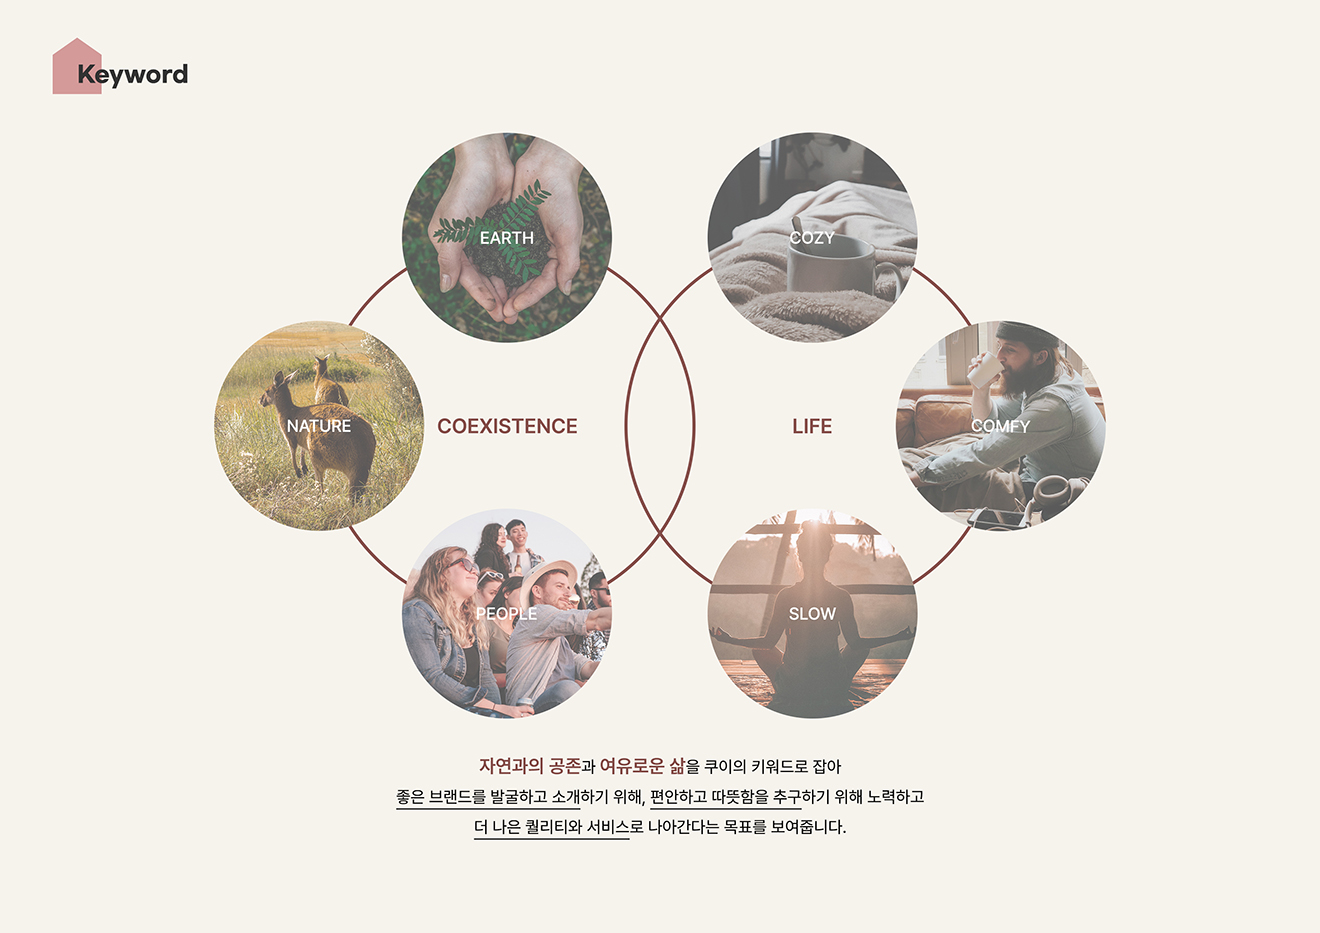 Keyword
EARTH
COZY
NATURE
COEXISTENCE
LIFE
COMFY
PEOPLE
SLOW
자연과의 공존과 여유로운 삶을 쿠이의 키워드로 잡아
좋은 브랜드를 발굴하고 소개하기 위해, 편안하고 따뜻함을 추구하기 위해 노력하고
더 나은 퀄리티와 서비스로 나아간다는 목표를 보여줍니다.